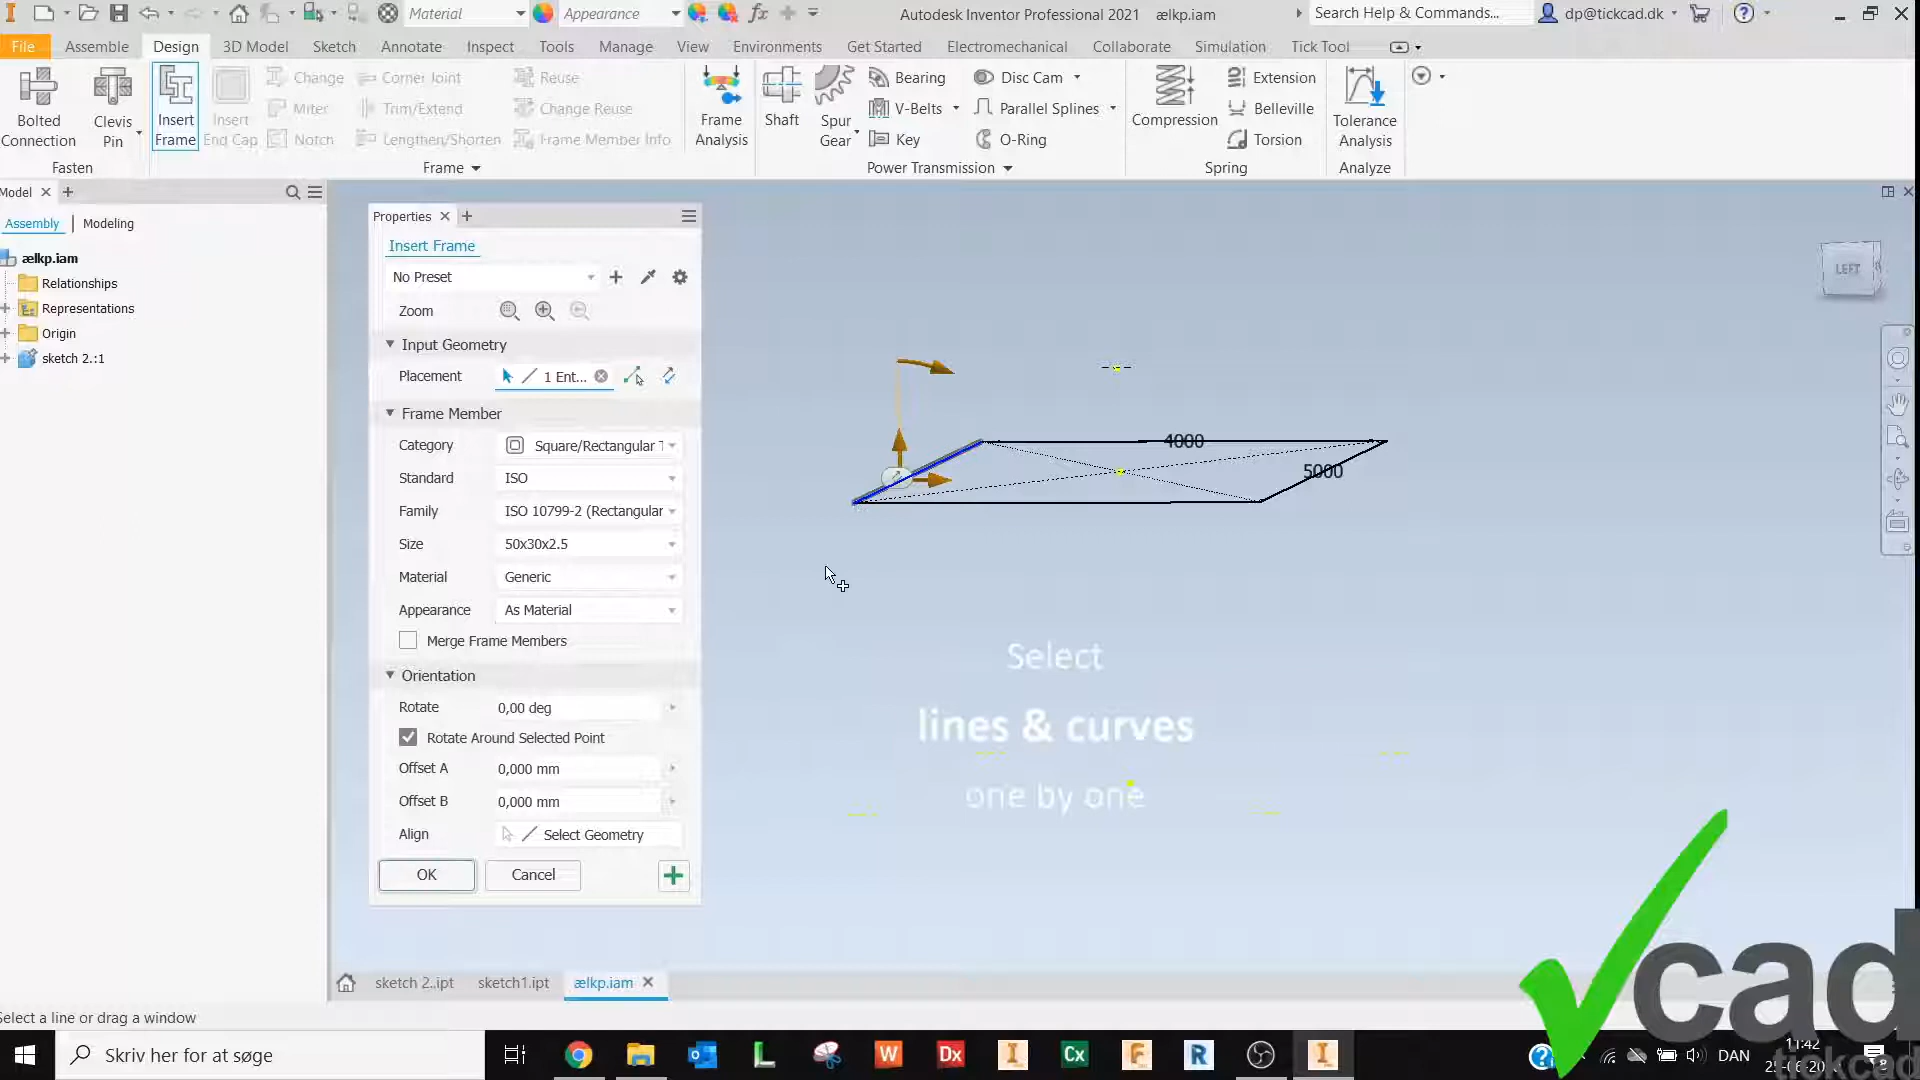 Material
Appearance
Autodesk Inventor Professional 2021 ælkp.iam
Search Help & Commands...
dp@tickcad.dk
File
Assemble
Design
3D Model
Sketch
Annotate
Inspect
Tools
Manage
View
Environments
Get Started
Electromechanical
Collaborate
Simulation
Tick Tool
Bolted
Connection
Clevis
Pin
Fasten
Insert
Frame
Insert
End Cap
Change
Miter
Notch
Corner Joint
Trim/Extend
Lengthen/Shorten
Reuse
Change Reuse
Frame Member Info
Frame
Frame
Analysis
Shaft
Spur
Gear
Bearing
V-Belts
Key
Disc Cam
Parallel Splines
O-Ring
Power Transmission
Compression
Extension
Belleville
Torsion
Spring
Tolerance
Analysis
Analyze
Model
Assembly
Modeling
ælkp.iam
Relationships
Representations
Origin
sketch 2.:1
Properties
Insert Frame
No Preset
Zoom
Input Geometry
Placement
1 Ent...
Frame Member
Category
Square/Rectangular T
Standard
ISO
Family
ISO 10799-2 (Rectangular
Size
50x30x2.5
Material
Generic
Appearance
As Material
Merge Frame Members
Orientation
Rotate
0,00 deg
Rotate Around Selected Point
Offset A
0,000 mm
Offset B
0,000 mm
Align
Select Geometry
OK
Cancel
LEFT
4000
5000
Select
lines & curves
one by one
sketch 2..ipt
sketch1.ipt
ælkp.iam
Select a line or drag a window
cad
tickcad
Skriv her for at søge
DAN
11:42